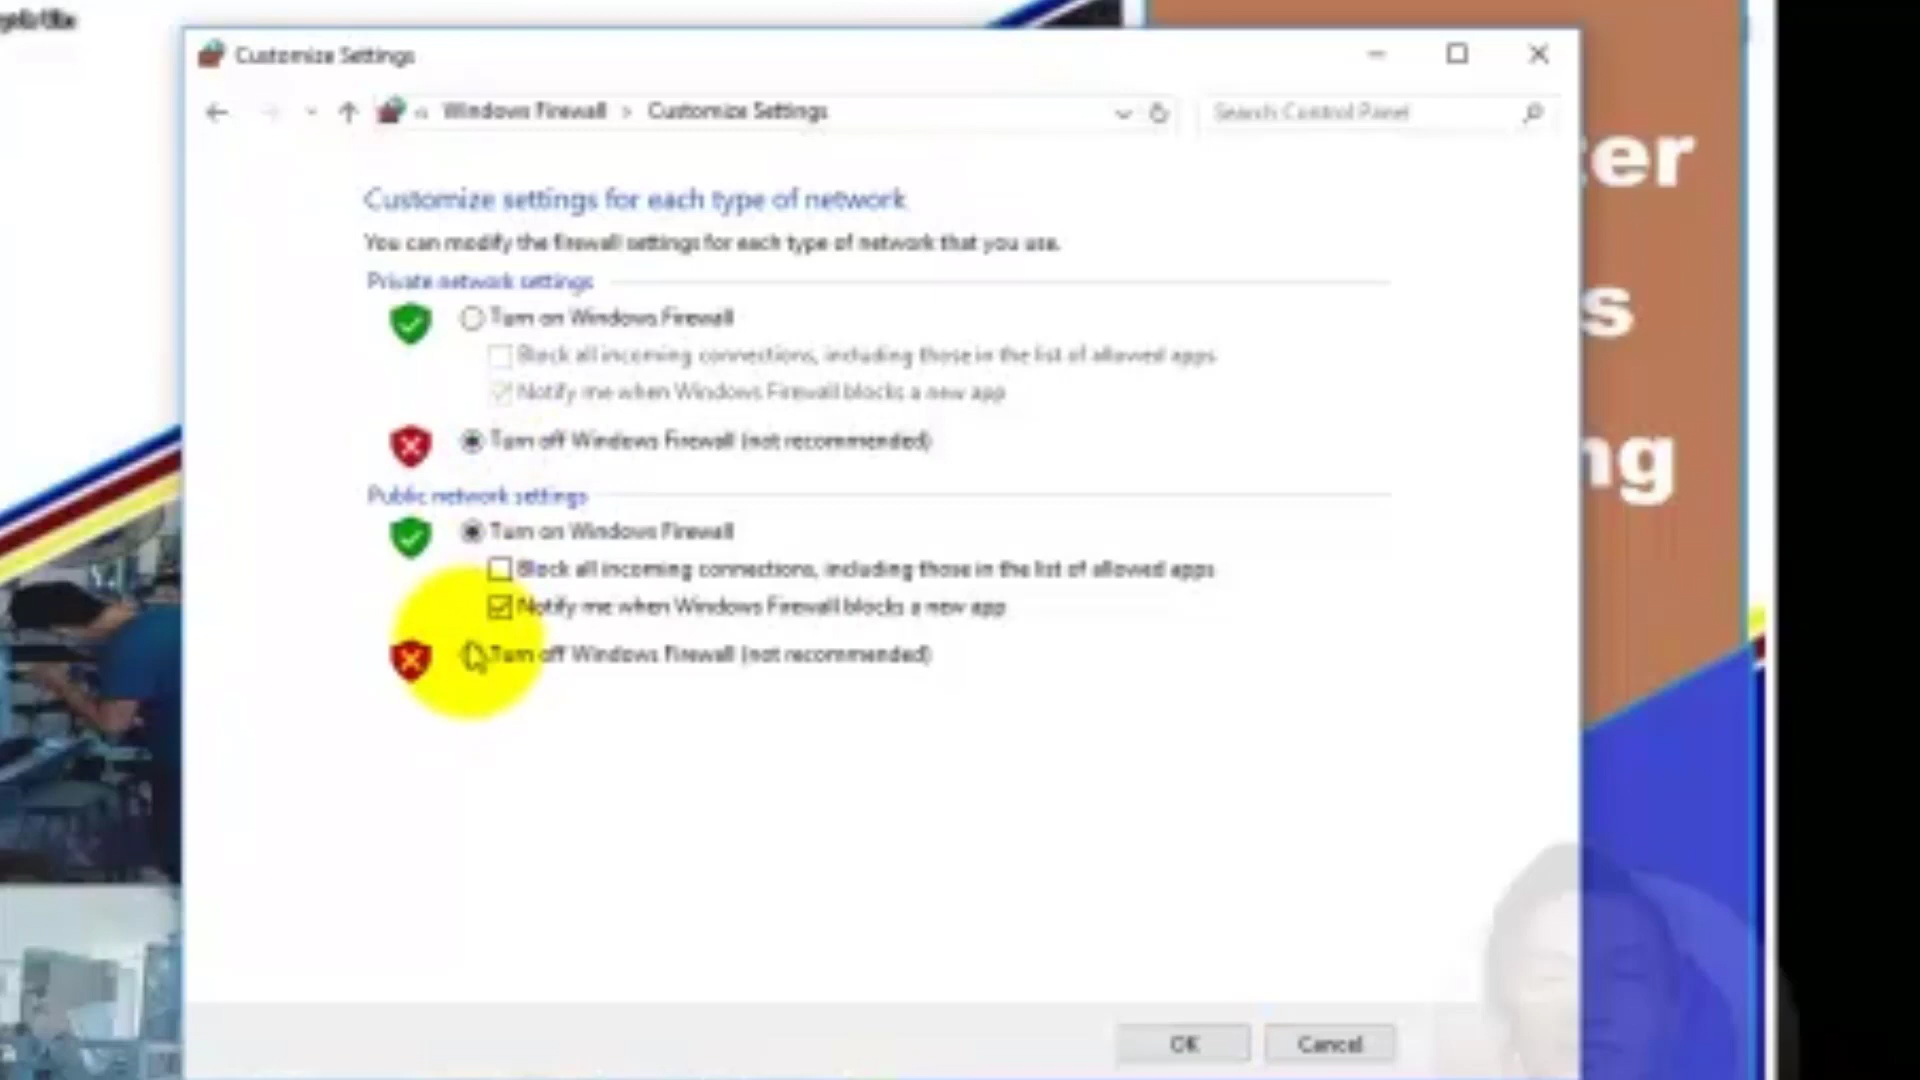 Customize Settings
Windows Firewall > Customize Settings
Search Control Panel
Customize settings for each type of network
You can modify the firewall settings for each type of network that you use.
Private network settings
Turn on Windows Firewall
Block all incoming connections, including those in the list of allowed apps
Notify me when Windows Firewall blocks a new app
Turn off Windows Firewall (not recommended)
Public network settings
Turn on Windows Firewall
Block all incoming connections, including those in the list of allowed apps
Notify me when Windows Firewall blocks a new app
Turn off Windows Firewall (not recommended)
OK
Cancel
ter
s
ng